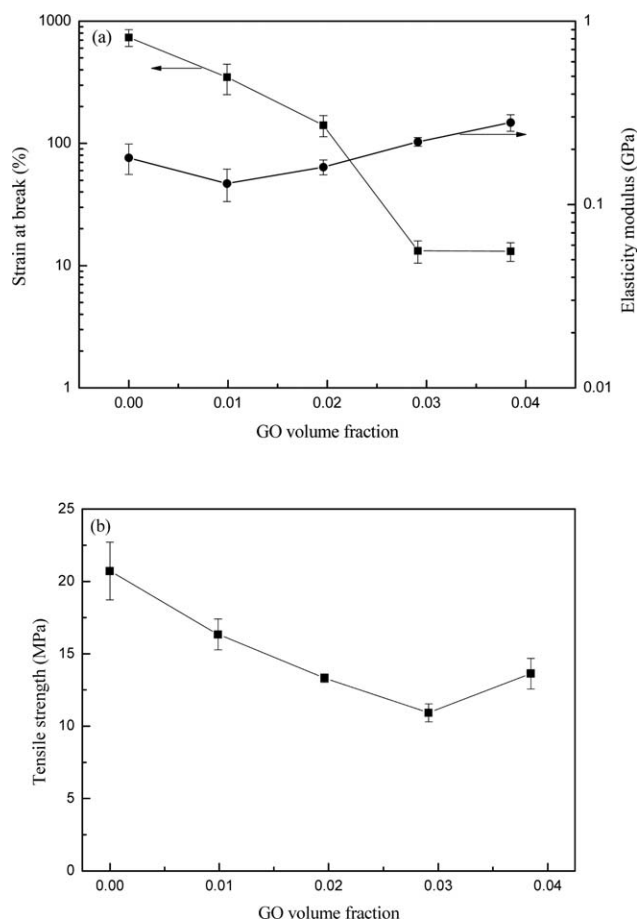 (a)
1000
100
10
1
Strain at break (%)
1
0.1
0.01
Elasticity modulus (GPa)
0.00 0.01 0.02 0.03 0.04
GO volume fraction
(b)
25
20
15
10
5
0
Tensile strength (MPa)
0.00 0.01 0.02 0.03 0.04
GO volume fraction